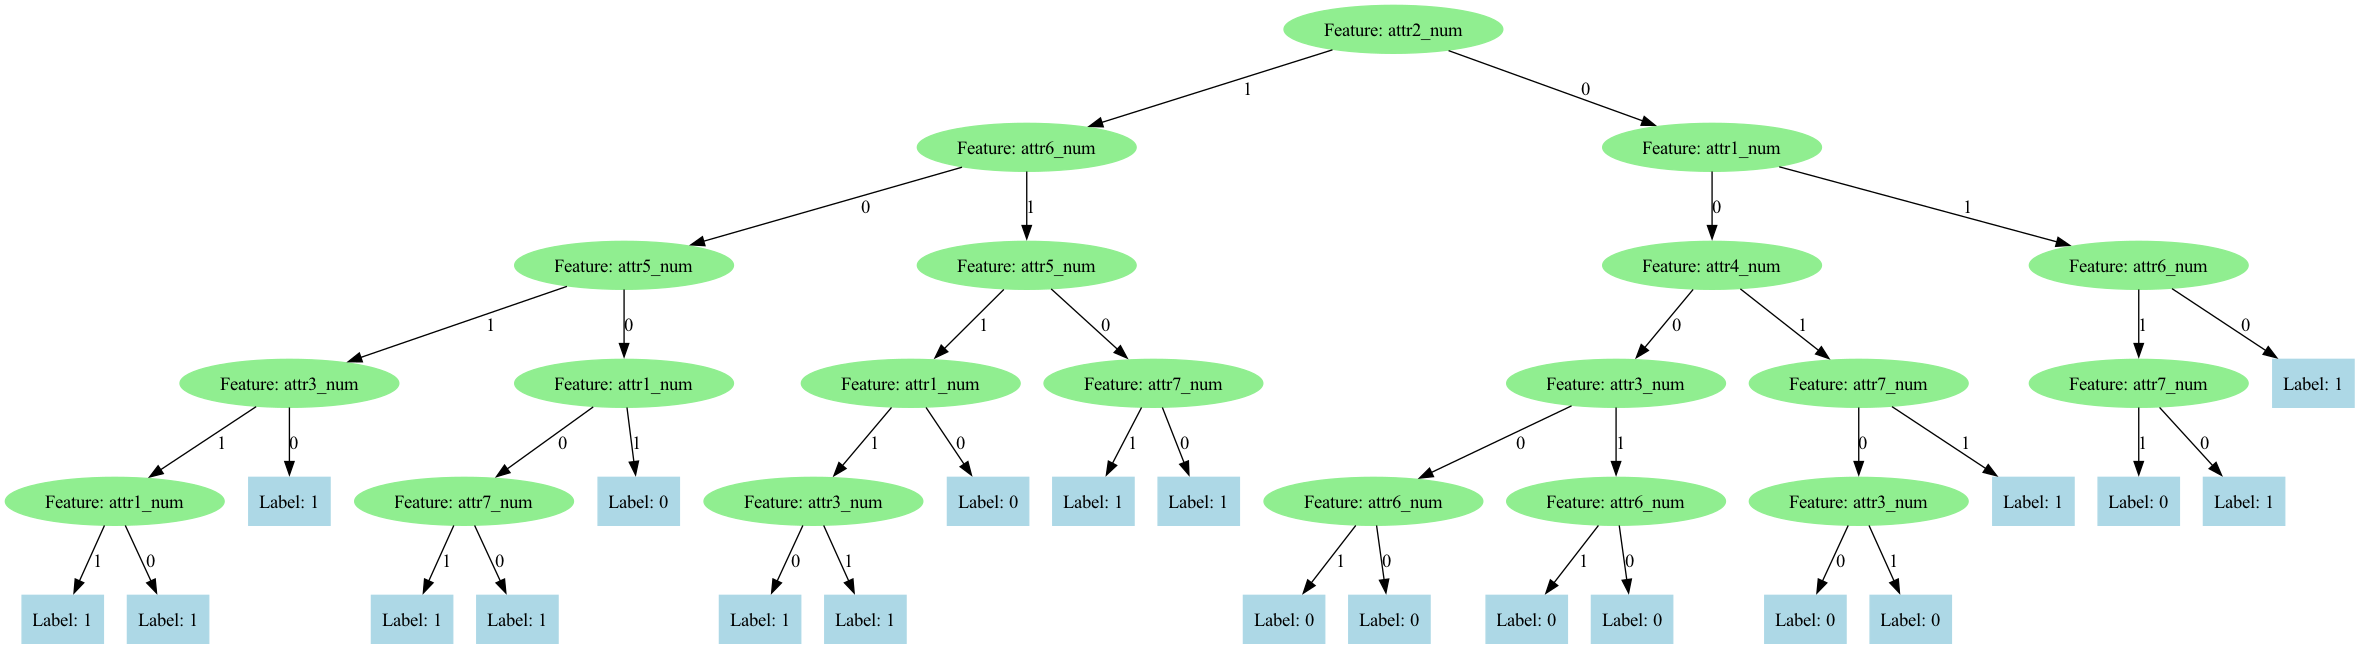 Feature: attr2_num
1
0
Feature: attr6_num
Feature: attr1_num
0
1
0
1
Feature: attr5_num
Feature: attr5_num
Feature: attr4_num
Feature: attr6_num
1
0
1
0
0
1
1
0
Feature: attr3_num
Feature: attr1_num
Feature: attr1_num
Feature: attr7_num
Feature: attr3_num
Feature: attr7_num
Feature: attr7_num
Label: 1
1
0
0
1
1
0
1
0
0
1
0
1
1
0
Feature: attr1_num
Label: 1
Feature: attr7_num
Label: 0
Feature: attr3_num
Label: 0
Label: 1
Label: 1
Feature: attr6_num
Feature: attr6_num
Feature: attr3_num
Label: 1
Label: 0
Label: 1
1
0
1
0
0
1
1
0
1
0
0
1
Label: 1
Label: 1
Label: 1
Label: 1
Label: 1
Label: 1
Label: 0
Label: 0
Label: 0
Label: 0
Label: 0
Label: 0